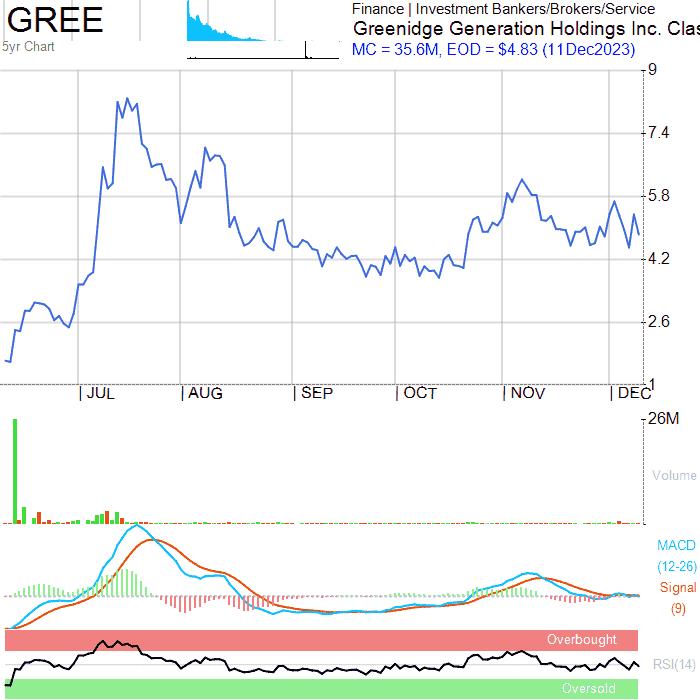 GREE
5yr Chart
Finance | Investment Bankers/Brokers/Service
Greenidge Generation Holdings Inc. Clas
MC = 35.6M, EOD = $4.83 (11Dec2023)
9
7.4
5.8
4.2
2.6
1
JUL AUG SEP OCT NOV DEC
26M
Volume
MACD
(12-26)
Signal
(9)
Overbought
RSI(14)
Oversold